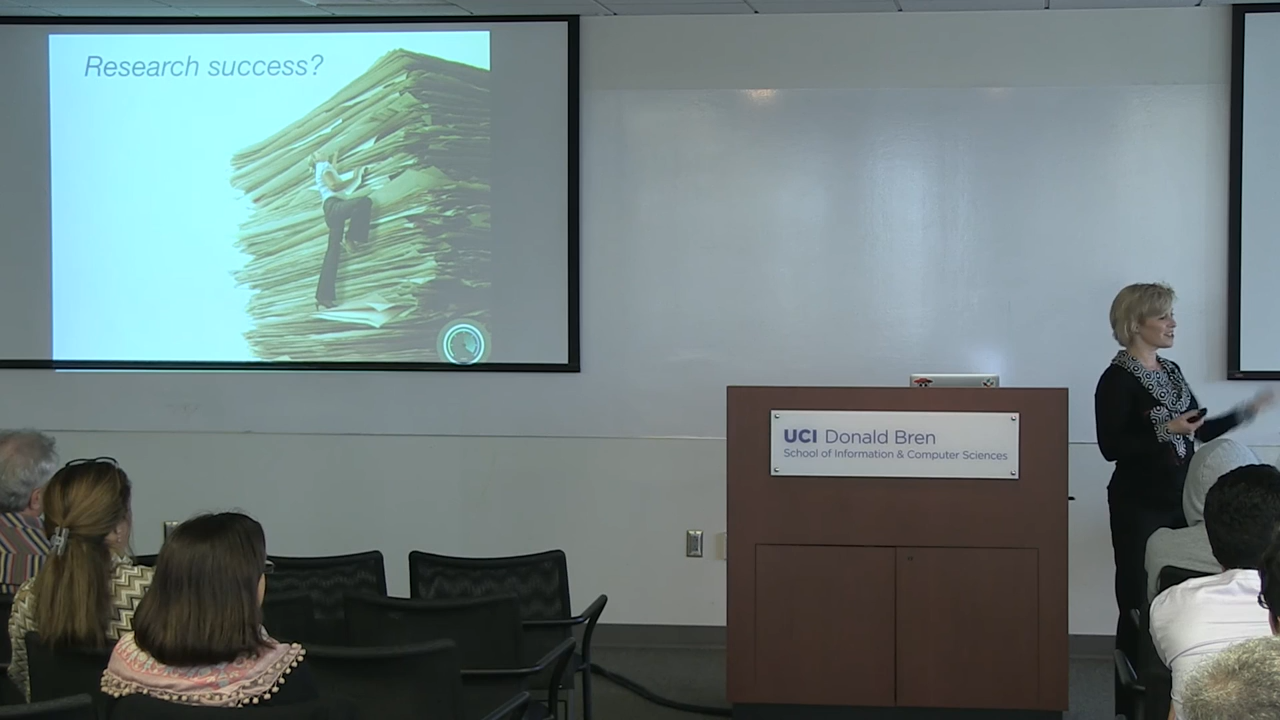 Research success?
UCI Donald Bren
School of Information & Computer Sciences